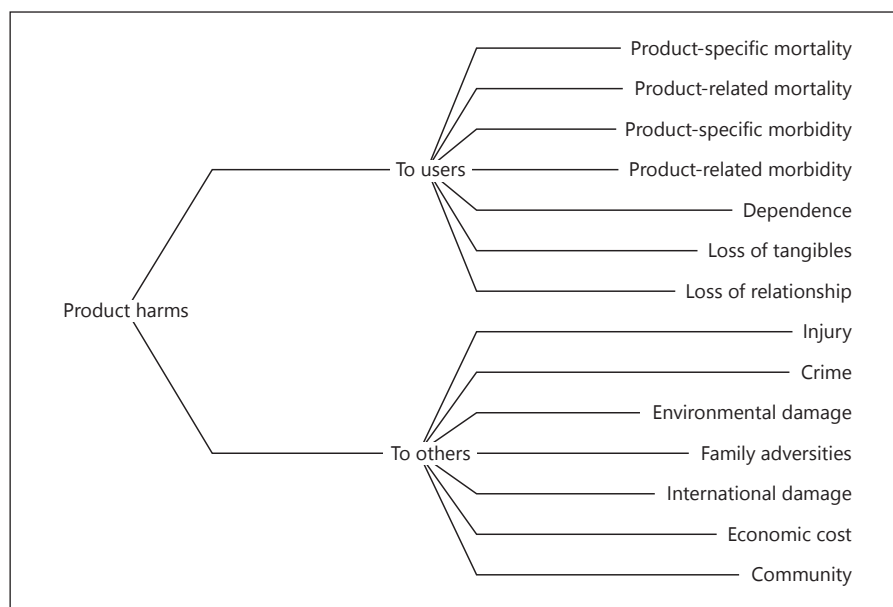 Product-specific mortality
Product-related mortality
Product-specific morbidity
To users
Product-related morbidity
Dependence
Loss of tangibles
Loss of relationship
Product harms
Injury
Crime
Environmental damage
To others
Family adversities
International damage
Economic cost
Community